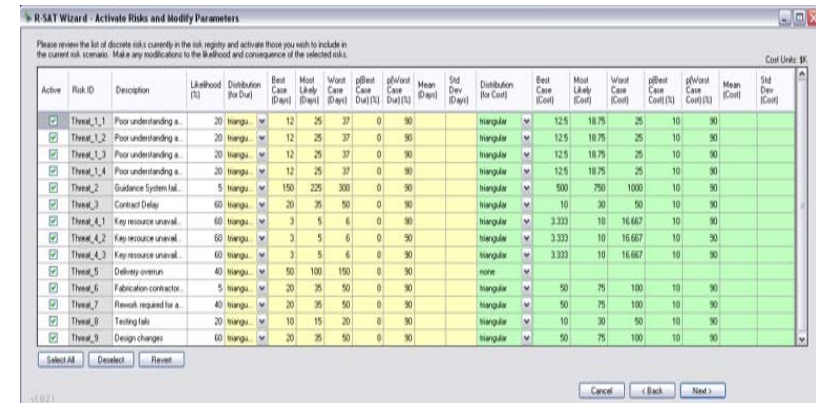 R-SAT Wizard - Activate Risks and Modify Parameters
Please review the list of discrete risks currently in the risk registry and activate those you wish to include in
the current risk scenario. Make any modifications to the likelihood and consequence of the selected risks.
Cost Units: $K
Active Risk ID Description Likelihood (%) Distribution (for Dur) Best Case (Days) Most Likely (Days) Worst Case (Days) p(Best Case Dur) (%) p(Worst Case Dur) (%) Mean (Days) Std Dev (Days) Distribution (for Cost) Best Case (Cost) Most Likely (Cost) Worst Case (Cost) p(Best Case Cost) (%) p(Worst Case Cost) (%) Mean (Cost) Std Dev (Cost)
Threat_1_1 Poor understanding a... 20 triangu... 12 25 37 0 90 triangular 12.5 18.75 25 10 90
Threat_1_2 Poor understanding a... 20 triangu... 12 25 37 0 90 triangular 12.5 18.75 25 10 90
Threat_1_3 Poor understanding a... 20 triangu... 12 25 37 0 90 triangular 12.5 18.75 25 10 90
Threat_1_4 Poor understanding a... 20 triangu... 12 25 37 0 90 triangular 12.5 18.75 25 10 90
Threat_2 Guidance System fail... 5 triangu... 150 225 300 0 90 triangular 500 750 1000 10 90
Threat_3 Contract Delay 60 triangu... 20 35 50 0 90 triangular 10 30 50 10 90
Threat_4_1 Key resource unavail... 60 triangu... 3 5 6 0 90 triangular 3.333 10 16.667 10 90
Threat_4_2 Key resource unavail... 60 triangu... 3 5 6 0 90 triangular 3.333 10 16.667 10 90
Threat_4_3 Key resource unavail... 60 triangu... 3 5 6 0 90 triangular 3.333 10 16.667 10 90
Threat_5 Delivery overrun 40 triangu... 50 100 150 0 90 none
Threat_6 Fabrication contractor... 5 triangu... 20 35 50 0 90 triangular 50 75 100 10 90
Threat_7 Rework required for a... 40 triangu... 20 35 50 0 90 triangular 50 75 100 10 90
Threat_8 Testing fails 20 triangu... 10 15 20 0 90 triangular 10 30 50 10 90
Threat_9 Design changes 60 triangu... 20 35 50 0 90 triangular 50 75 100 10 90
Select All Deselect Revert
Cancel < Back Next >
v1.0.2.1